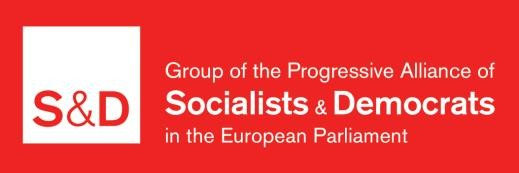 S&D
Group of the Progressive Alliance of
Socialists & Democrats
in the European Parliament